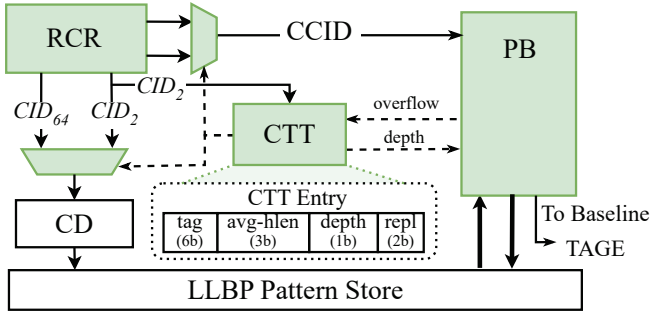 RCR
CCID
PB
CID2
CID64
CID2
overflow
CTT
depth
CTT Entry
tag avg-hlen depth repl
(6b) (3b) (1b) (2b)
CD
To Baseline
TAGE
LLBP Pattern Store